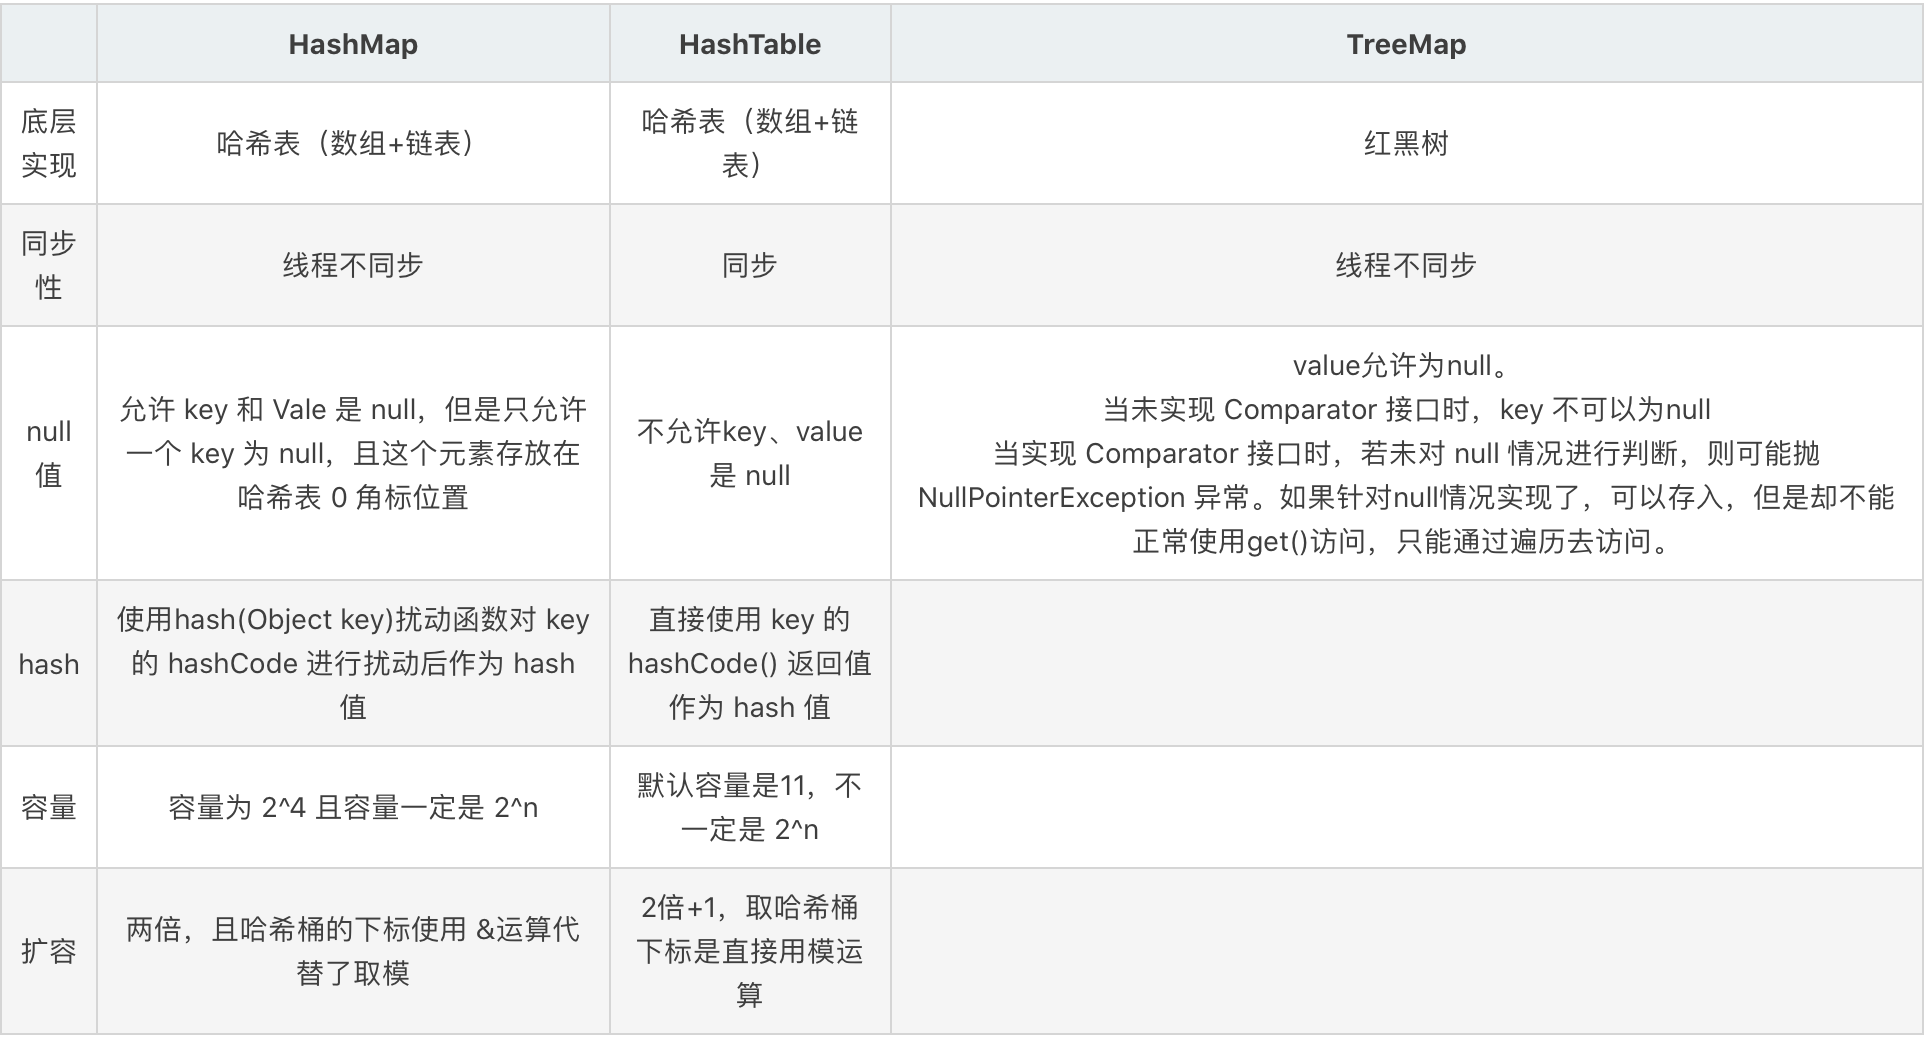 HashMap
HashTable
TreeMap
底层
实现
哈希表（数组+链表）
哈希表（数组+链
表）
红黑树
同步
性
线程不同步
同步
线程不同步
null
值
允许 key 和 Vale 是 null，但是只允许
一个 key 为 null，且这个元素存放在
哈希表 0 角标位置
不允许key、value
是 null
value允许为null。
当未实现 Comparator 接口时，key 不可以为null
当实现 Comparator 接口时，若未对 null 情况进行判断，则可能抛
NullPointerException 异常。如果针对null情况实现了，可以存入，但是却不能
正常使用get()访问，只能通过遍历去访问。
hash
使用hash(Object key)扰动函数对 key
的 hashCode 进行扰动后作为 hash
值
直接使用 key 的
hashCode() 返回值
作为 hash 值
容量
容量为 2^4 且容量一定是 2^n
默认容量是11，不
一定是 2^n
扩容
两倍，且哈希桶的下标使用 &运算代
替了取模
2倍+1，取哈希桶
下标是直接用模运
算